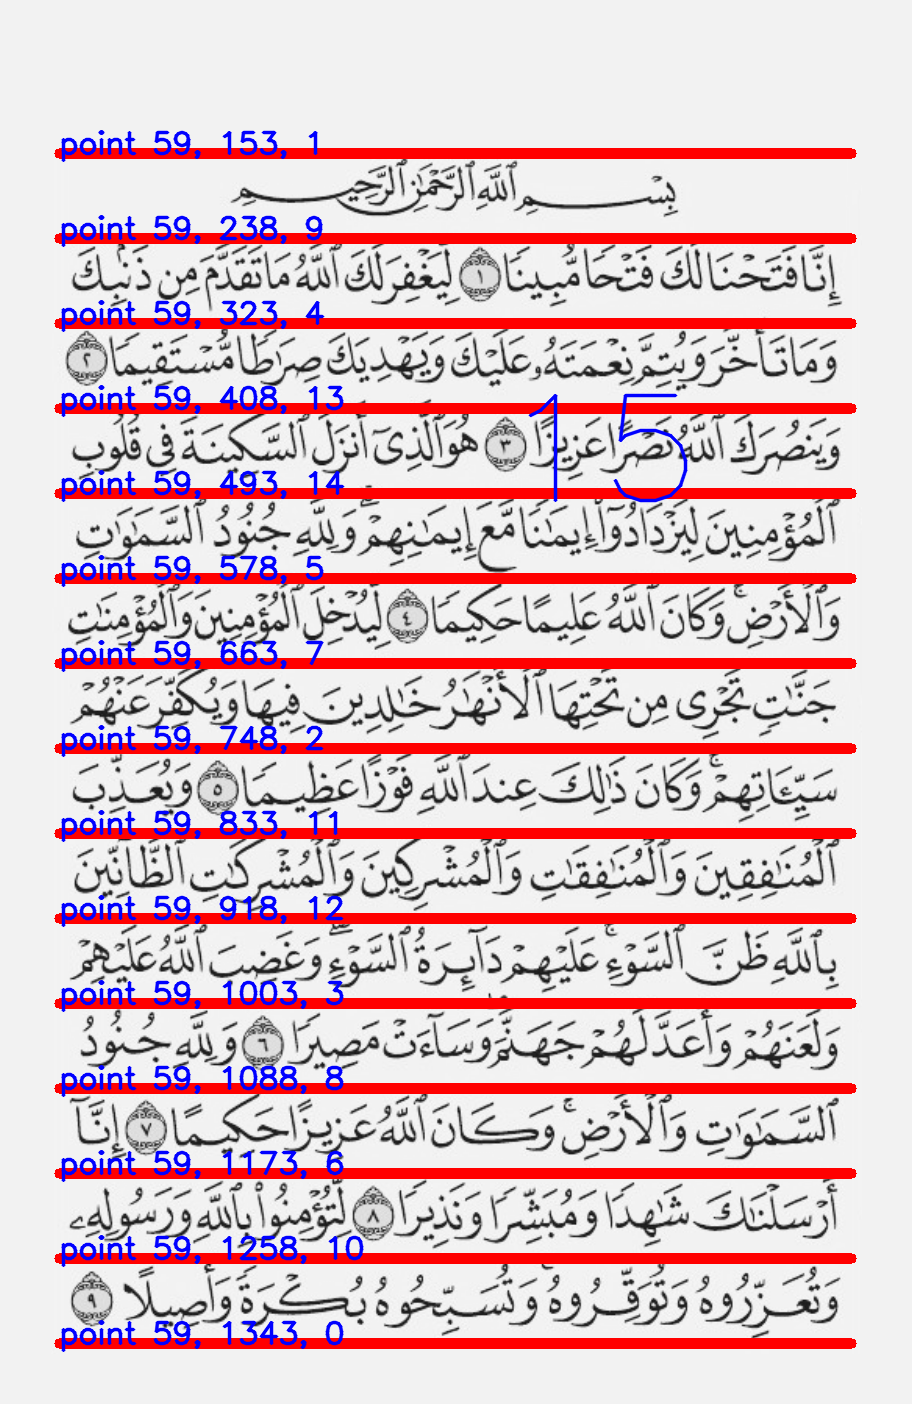 point 59, 153, 1
بِسْمِ ٱللَّهِ ٱلرَّحْمَٰنِ ٱلرَّحِيمِ
point 59, 238, 9
إِنَّا فَتَحْنَا لَكَ فَتْحًا مُّبِينًا ١ لِّيَغْفِرَ لَكَ ٱللَّهُ مَا تَقَدَّمَ مِن ذَنۢبِكَ
point 59, 323, 4
وَمَا تَأَخَّرَ وَيُتِمَّ نِعْمَتَهُۥ عَلَيْكَ وَيَهْدِيَكَ صِرَٰطًا مُّسْتَقِيمًا ٢
point 59, 408, 13
15
وَيَنصُرَكَ ٱللَّهُ نَصْرًا عَزِيزًا ٣ هُوَ ٱلَّذِىٓ أَنزَلَ ٱلسَّكِينَةَ فِى قُلُوبِ
point 59, 493, 14
ٱلْمُؤْمِنِينَ لِيَزْدَادُوٓا۟ إِيمَٰنًا مَّعَ إِيمَٰنِهِمْ ۗ وَلِلَّهِ جُنُودُ ٱلسَّمَٰوَٰتِ
point 59, 578, 5
وَٱلْأَرْضِ ۚ وَكَانَ ٱللَّهُ عَلِيمًا حَكِيمًا ٤ لِّيُدْخِلَ ٱلْمُؤْمِنِينَ وَٱلْمُؤْمِنَٰتِ
point 59, 663, 7
جَنَّٰتٍ تَجْرِى مِن تَحْتِهَا ٱلْأَنْهَٰرُ خَٰلِدِينَ فِيهَا وَيُكَفِّرَ عَنْهُمْ
point 59, 748, 2
سَيِّـَٔاتِهِمْ ۚ وَكَانَ ذَٰلِكَ عِندَ ٱللَّهِ فَوْزًا عَظِيمًا ٥ وَيُعَذِّبَ
point 59, 833, 11
ٱلْمُنَٰفِقِينَ وَٱلْمُنَٰفِقَٰتِ وَٱلْمُشْرِكِينَ وَٱلْمُشْرِكَٰتِ ٱلظَّآنِّينَ
point 59, 918, 12
بِٱللَّهِ ظَنَّ ٱلسَّوْءِ ۚ عَلَيْهِمْ دَآئِرَةُ ٱلسَّوْءِ ۖ وَغَضِبَ ٱللَّهُ عَلَيْهِمْ
point 59, 1003, 3
وَلَعَنَهُمْ وَأَعَدَّ لَهُمْ جَهَنَّمَ ۖ وَسَآءَتْ مَصِيرًا ٦ وَلِلَّهِ جُنُودُ
point 59, 1088, 8
ٱلسَّمَٰوَٰتِ وَٱلْأَرْضِ ۚ وَكَانَ ٱللَّهُ عَزِيزًا حَكِيمًا ٧ إِنَّآ
point 59, 1173, 6
أَرْسَلْنَٰكَ شَٰهِدًا وَمُبَشِّرًا وَنَذِيرًا ٨ لِّتُؤْمِنُوا۟ بِٱللَّهِ وَرَسُولِهِۦ
point 59, 1258, 10
وَتُعَزِّرُوهُ وَتُوَقِّرُوهُ ۚ وَتُسَبِّحُوهُ بُكْرَةً وَأَصِيلًا ٩
point 59, 1343, 0